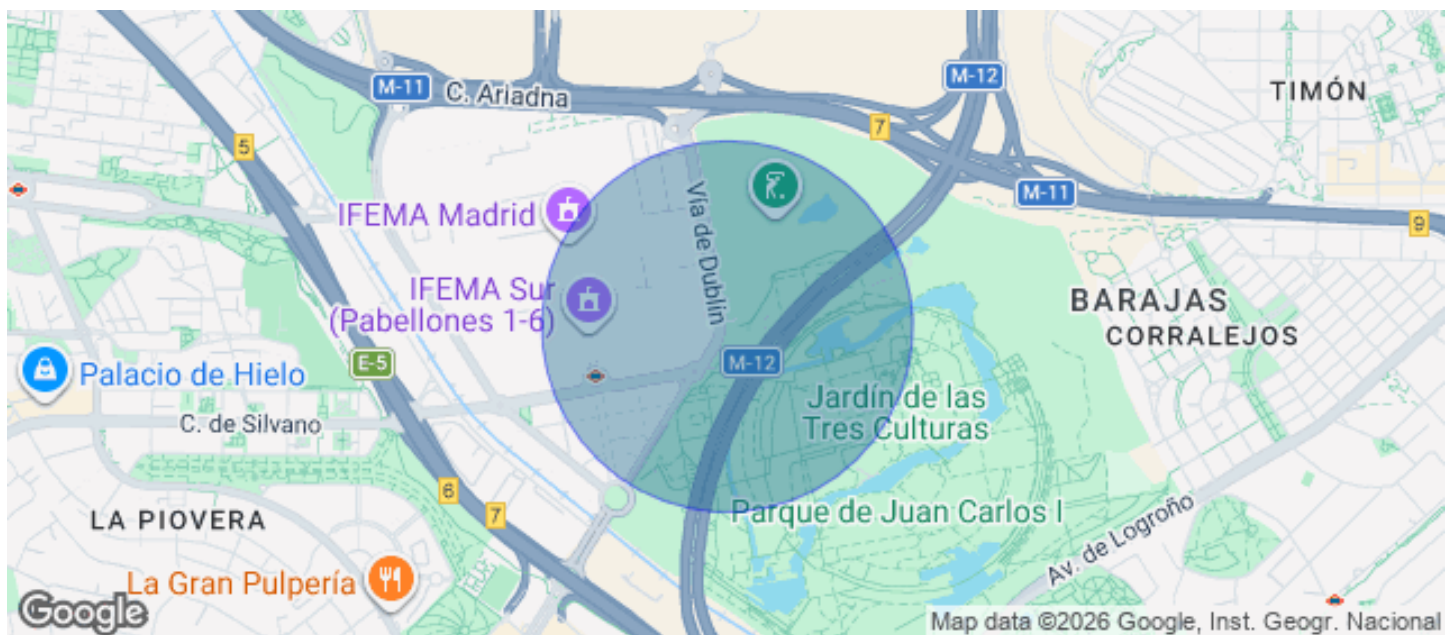 M-11
C. Ariadna
M-12
TIMÓN
5
7
IFEMA Madrid
Vía de Dublín
M-11
9
IFEMA Sur
(Pabellones 1-6)
BARAJAS
CORRALEJOS
E-5
M-12
Palacio de Hielo
Jardín de las
Tres Culturas
C. de Silvano
6
7
LA PIOVERA
Parque de Juan Carlos I
Av. de Logroño
La Gran Pulpería
Google
Map data ©2026 Google, Inst. Geogr. Nacional